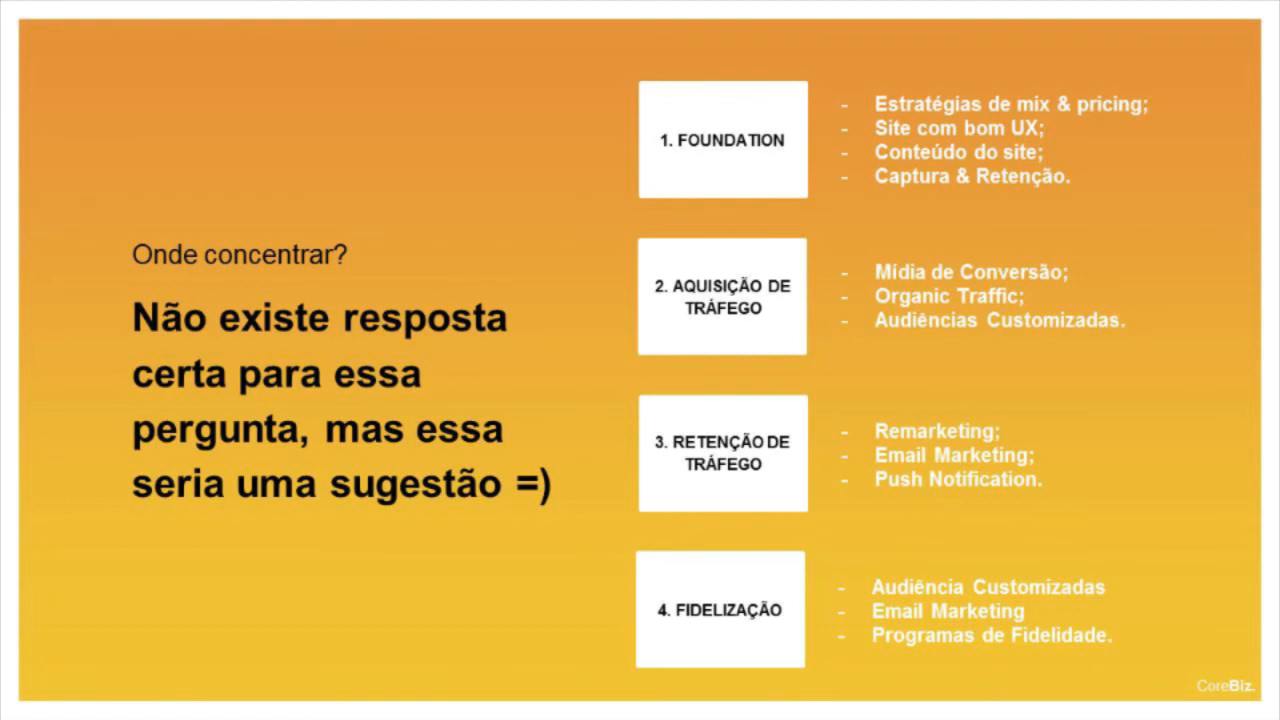 Onde concentrar?
Não existe resposta
certa para essa
pergunta, mas essa
seria uma sugestão =)
1. FOUNDATION
- Estratégias de mix & pricing;
- Site com bom UX;
- Conteúdo do site;
- Captura & Retenção.
2. AQUISIÇÃO DE
TRÁFEGO
- Mídia de Conversão;
- Organic Traffic;
- Audiências Customizadas.
3. RETENÇÃO DE
TRÁFEGO
- Remarketing;
- Email Marketing;
- Push Notification.
4. FIDELIZAÇÃO
- Audiência Customizadas
- Email Marketing
- Programas de Fidelidade.
CoreBiz.